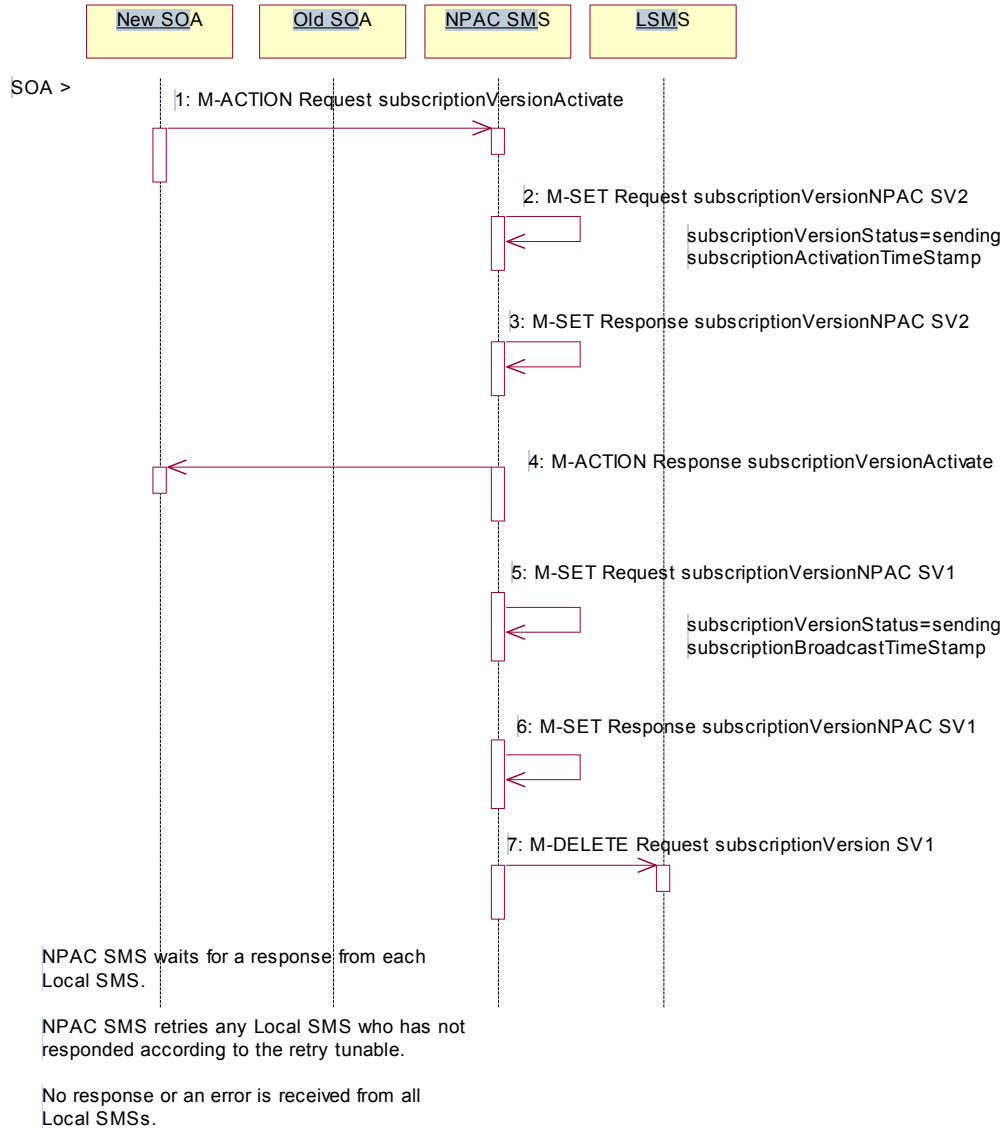 New SOA
Old SOA
NPAC SMS
LSMS
SOA >
1: M-ACTION Request subscriptionVersionActivate
2: M-SET Request subscriptionVersionNPAC SV2
subscriptionVersionStatus=sending
subscriptionActivationTimeStamp
3: M-SET Response subscriptionVersionNPAC SV2
4: M-ACTION Response subscriptionVersionActivate
5: M-SET Request subscriptionVersionNPAC SV1
subscriptionVersionStatus=sending
subscriptionBroadcastTimeStamp
6: M-SET Response subscriptionVersionNPAC SV1
7: M-DELETE Request subscriptionVersion SV1
NPAC SMS waits for a response from each
Local SMS.
NPAC SMS retries any Local SMS who has not
responded according to the retry tunable.
No response or an error is received from all
Local SMSs.